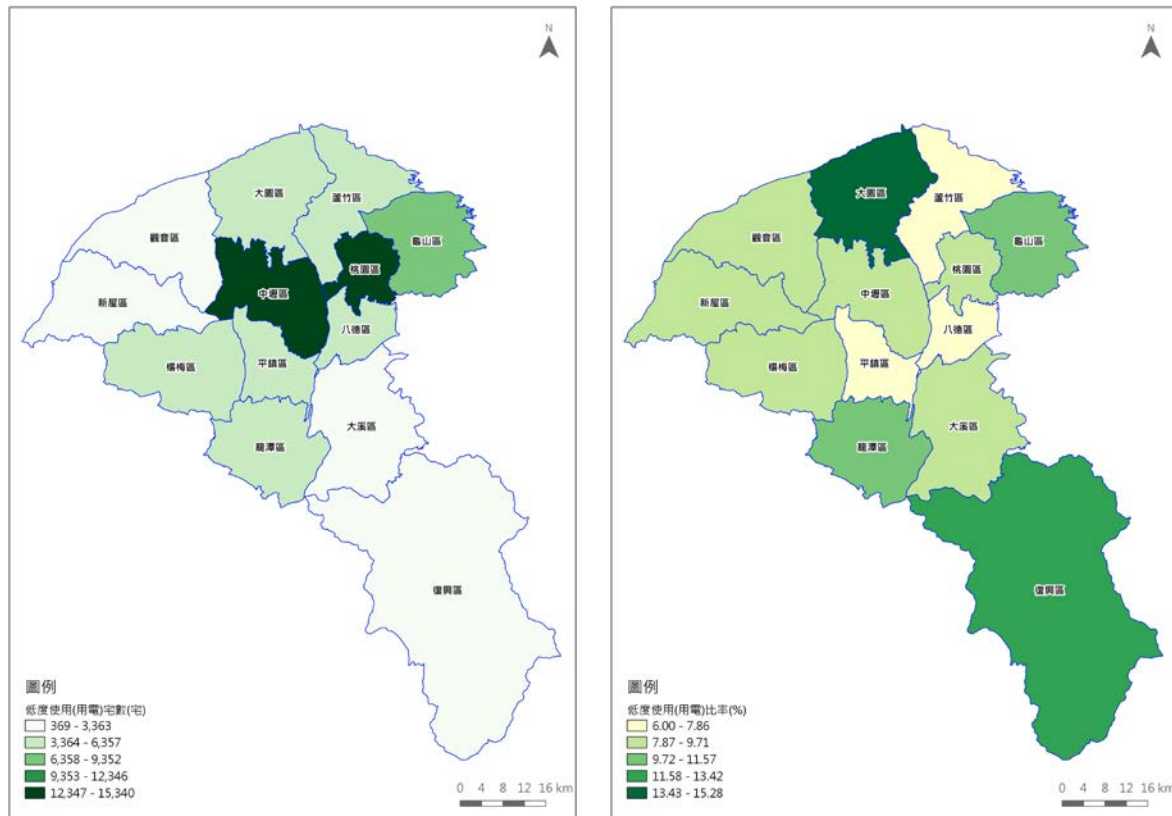 N
大園區
蘆竹區
龜山區
觀音區
桃園區
中壢區
新屋區
八德區
平鎮區
楊梅區
大溪區
龍潭區
復興區
圖例
低度使用(用電)宅數(宅)
369 - 3,363
3,364 - 6,357
6,358 - 9,352
9,353 - 12,346
12,347 - 15,340
0 4 8 12 16 km
N
大園區
蘆竹區
龜山區
觀音區
桃園區
中壢區
新屋區
八德區
平鎮區
楊梅區
大溪區
龍潭區
復興區
圖例
低度使用(用電)比率(%)
6.00 - 7.86
7.87 - 9.71
9.72 - 11.57
11.58 - 13.42
13.43 - 15.28
0 4 8 12 16 km